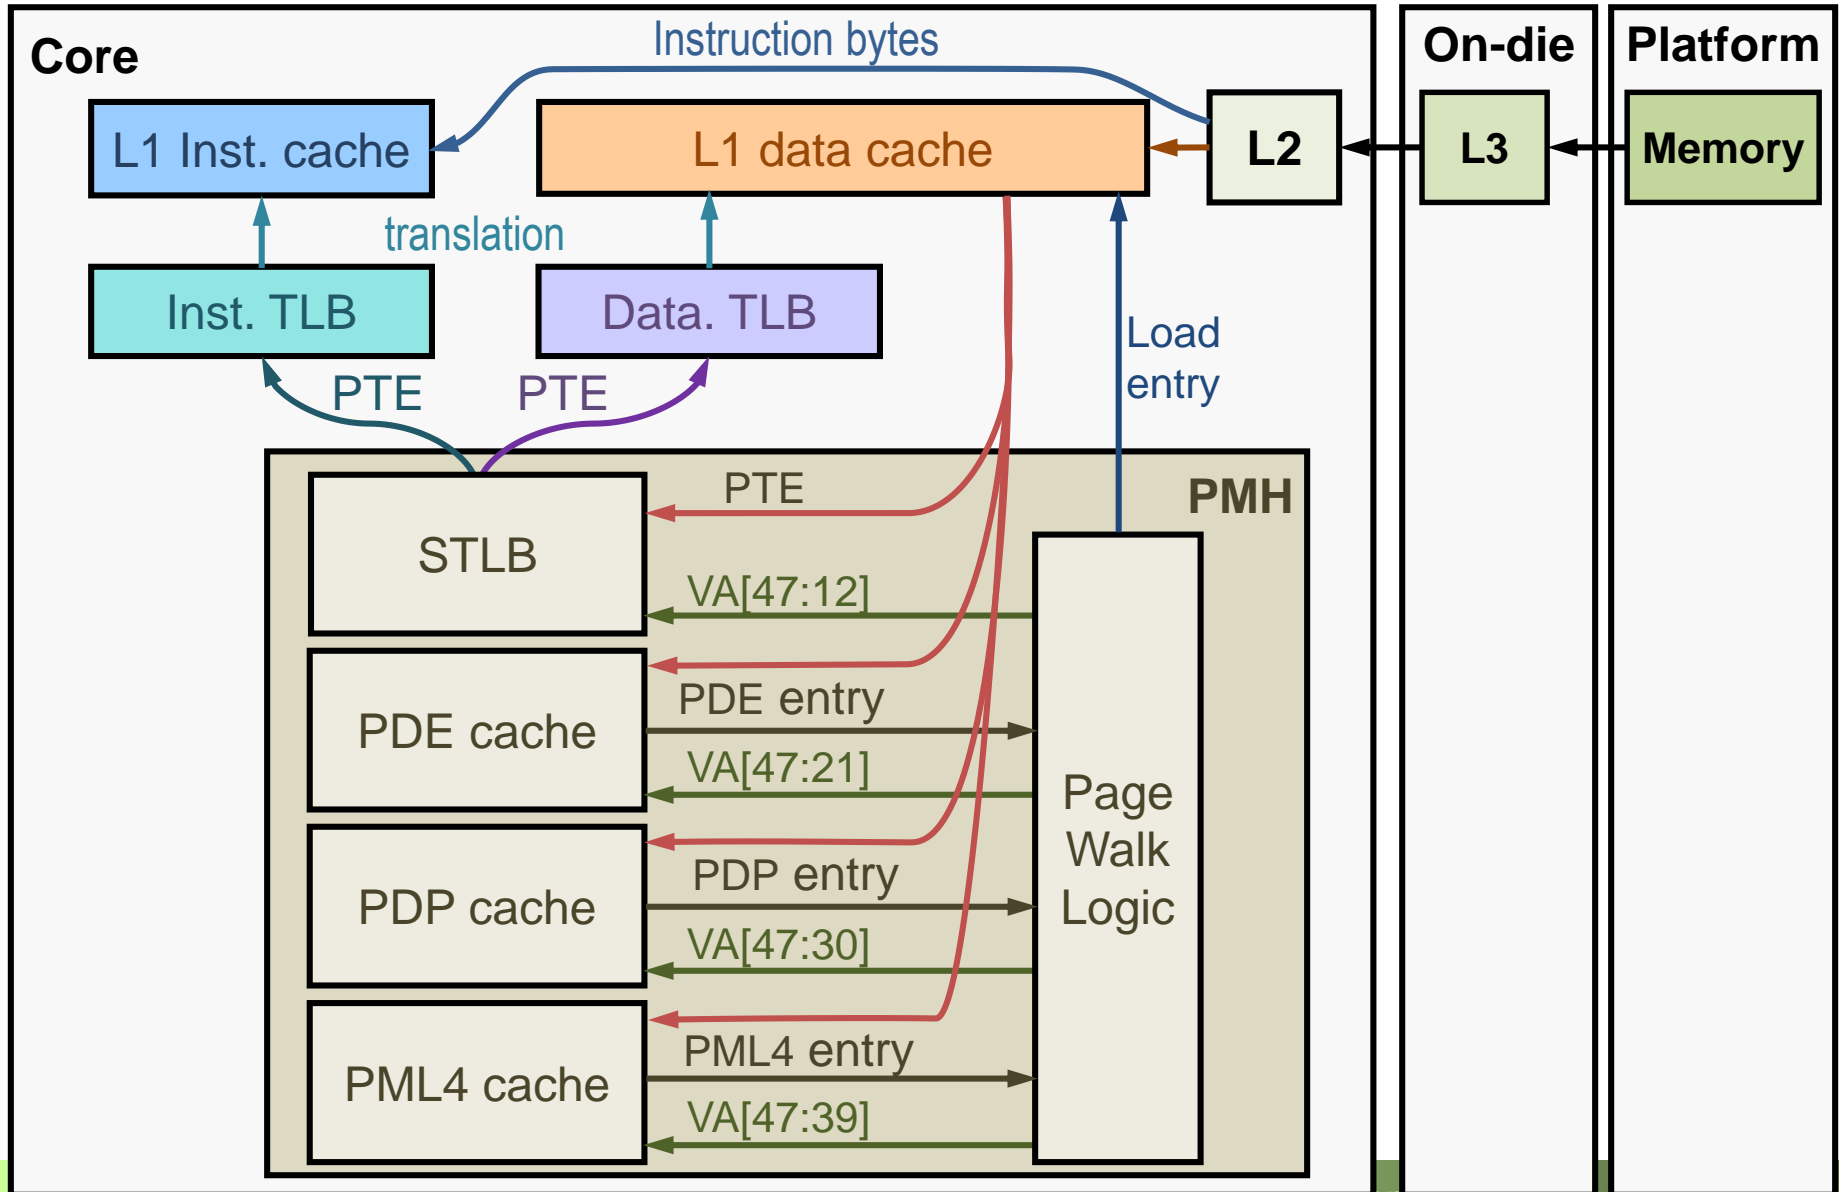 Core
Instruction bytes
On-die
Platform
L1 Inst. cache
L1 data cache
L2
L3
Memory
translation
Inst. TLB
Data. TLB
Load
entry
PTE
PTE
PMH
PTE
STLB
VA[47:12]
PDE entry
PDE cache
VA[47:21]
Page
Walk
Logic
PDP entry
PDP cache
VA[47:30]
PML4 entry
PML4 cache
VA[47:39]